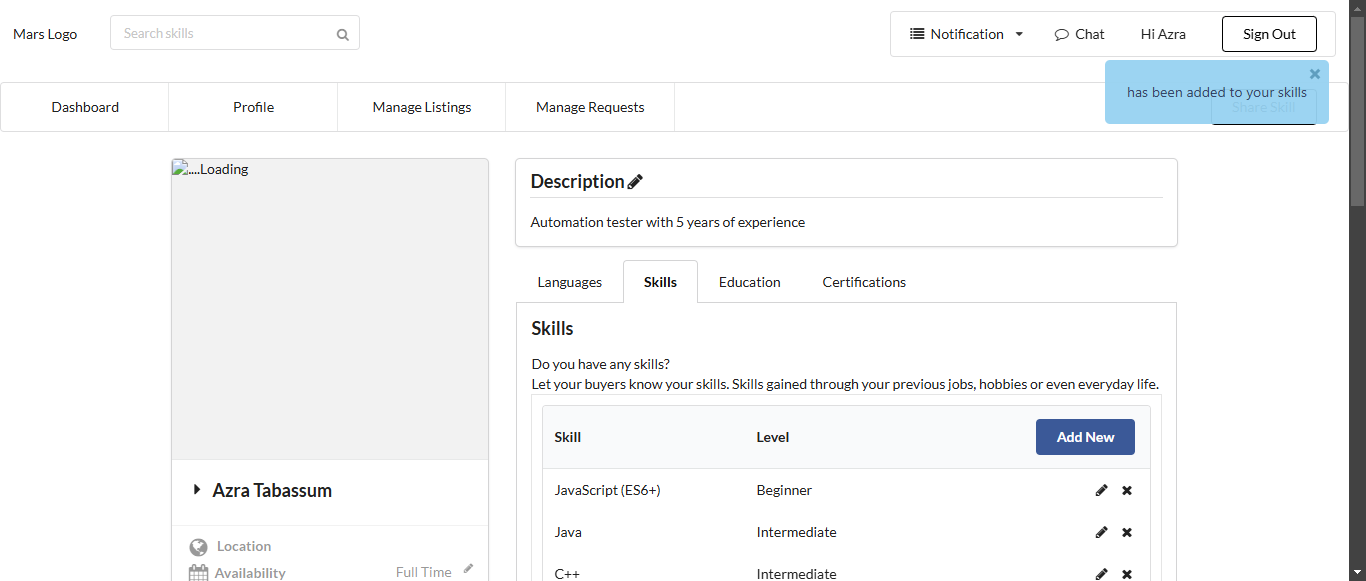 Mars Logo
Search skills
Notification
Chat
Hi Azra
Sign Out
has been added to your skills
Share Skill
Dashboard
Profile
Manage Listings
Manage Requests
....Loading
Description
Automation tester with 5 years of experience
Languages
Skills
Education
Certifications
Skills
Do you have any skills?
Let your buyers know your skills. Skills gained through your previous jobs, hobbies or even everyday life.
Skill Level Add New
JavaScript (ES6+) Beginner
Java Intermediate
C++ Intermediate
Azra Tabassum
Location
Availability Full Time